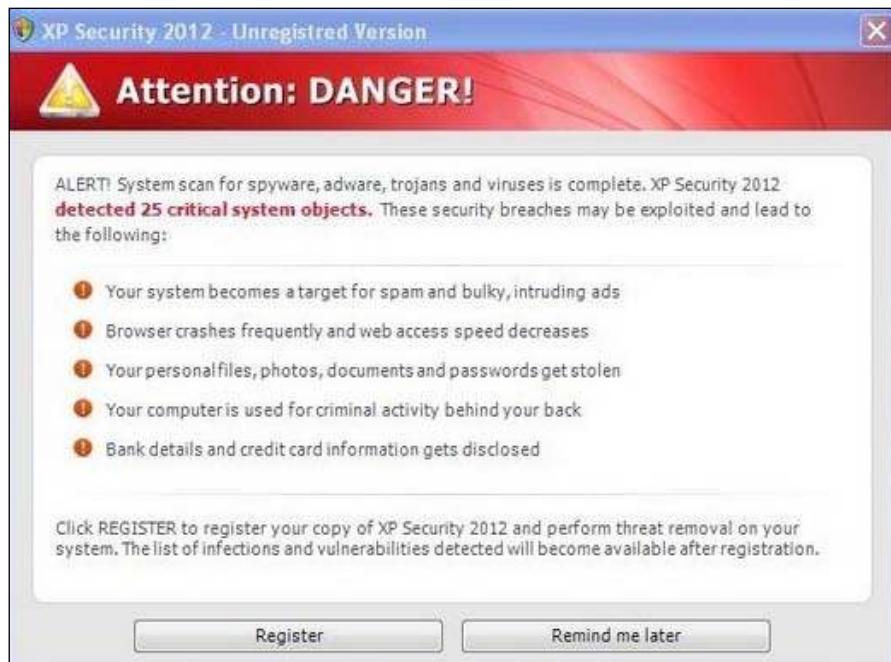 XP Security 2012 - Unregistred Version
Attention: DANGER!
ALERT! System scan for spyware, adware, trojans and viruses is complete. XP Security 2012
detected 25 critical system objects. These security breaches may be exploited and lead to
the following:
Your system becomes a target for spam and bulky, intruding ads
Browser crashes frequently and web access speed decreases
Your personal files, photos, documents and passwords get stolen
Your computer is used for criminal activity behind your back
Bank details and credit card information gets disclosed
Click REGISTER to register your copy of XP Security 2012 and perform threat removal on your
system. The list of infections and vulnerabilities detected will become available after registration.
Register
Remind me later